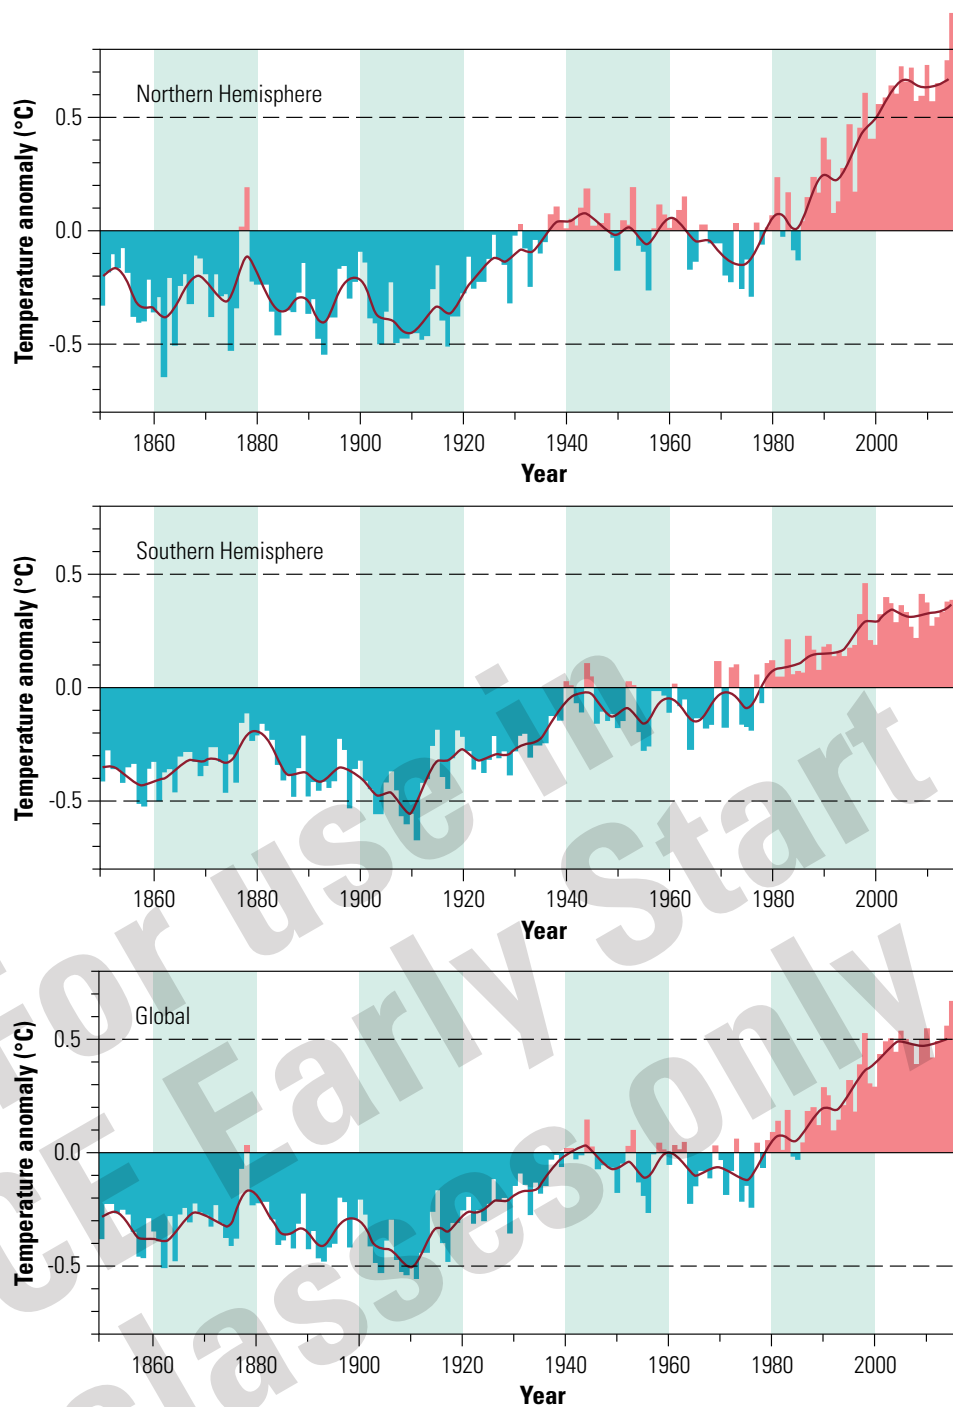 Northern Hemisphere
Temperature anomaly (°C)
0.5
0.0
-0.5
1860 1880 1900 1920 1940 1960 1980 2000
Year
Southern Hemisphere
Temperature anomaly (°C)
0.5
0.0
-0.5
1860 1880 1900 1920 1940 1960 1980 2000
Year
Global
Temperature anomaly (°C)
0.5
0.0
-0.5
1860 1880 1900 1920 1940 1960 1980 2000
Year
For use in
CE Early Start
classes only